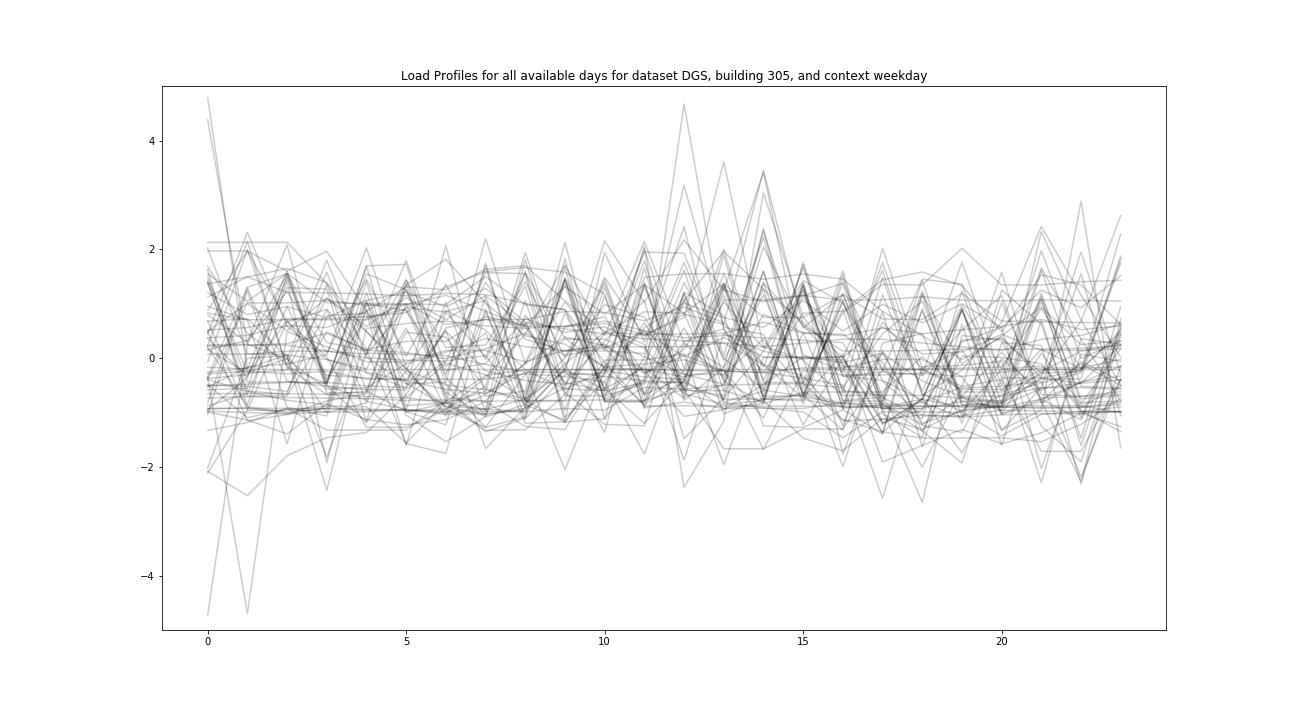 Load Profiles for all available days for dataset DGS, building 305, and context weekday
4
2
0
−2
−4
0 5 10 15 20